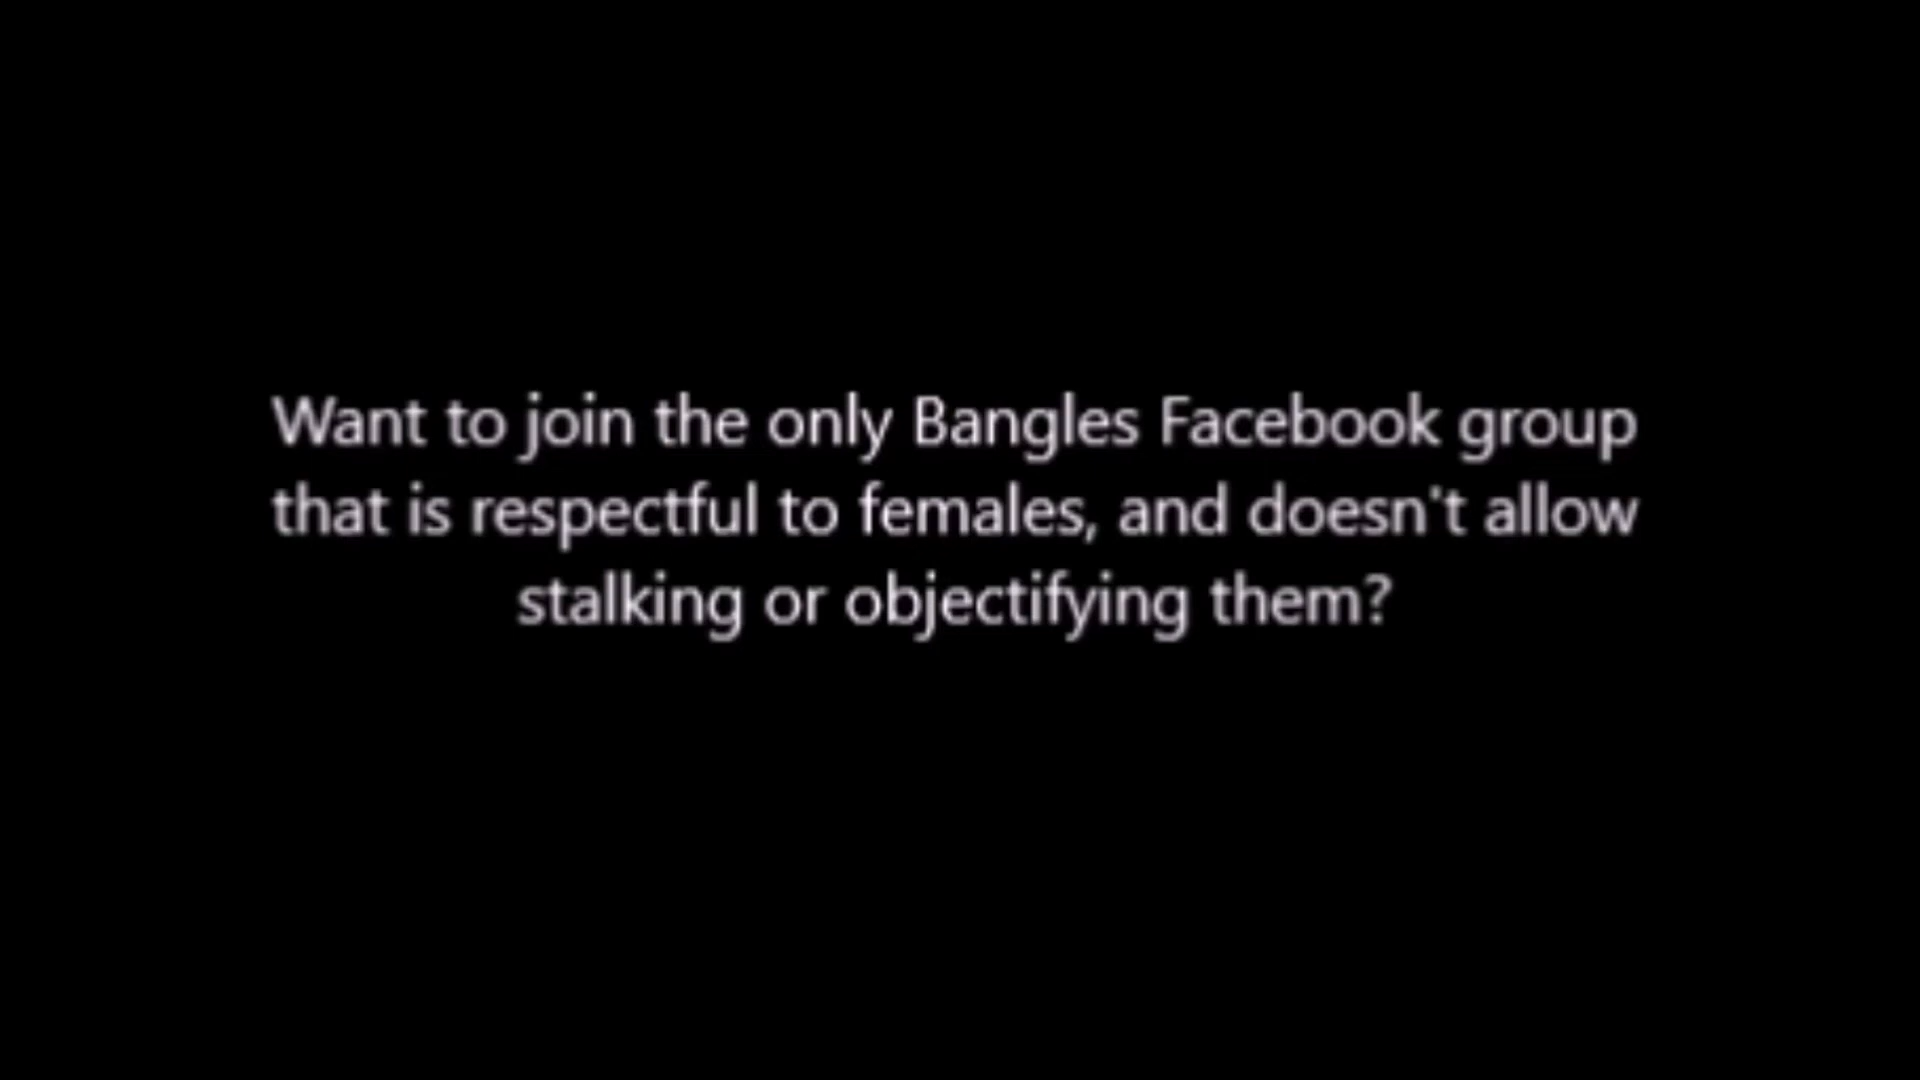 Want to join the only Bangles Facebook group
that is respectful to females, and doesn't allow
stalking or objectifying them?